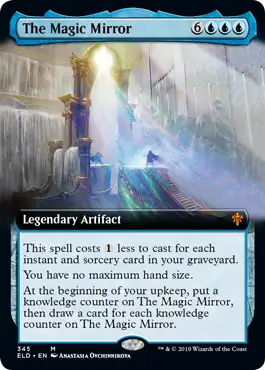 The Magic Mirror 6
Legendary Artifact
This spell costs 1 less to cast for each
instant and sorcery card in your graveyard.
You have no maximum hand size.
At the beginning of your upkeep, put a
knowledge counter on The Magic Mirror,
then draw a card for each knowledge
counter on The Magic Mirror.
345 M
ELD • EN Anastasia Ovchinnikova
™ & © 2019 Wizards of the Coast